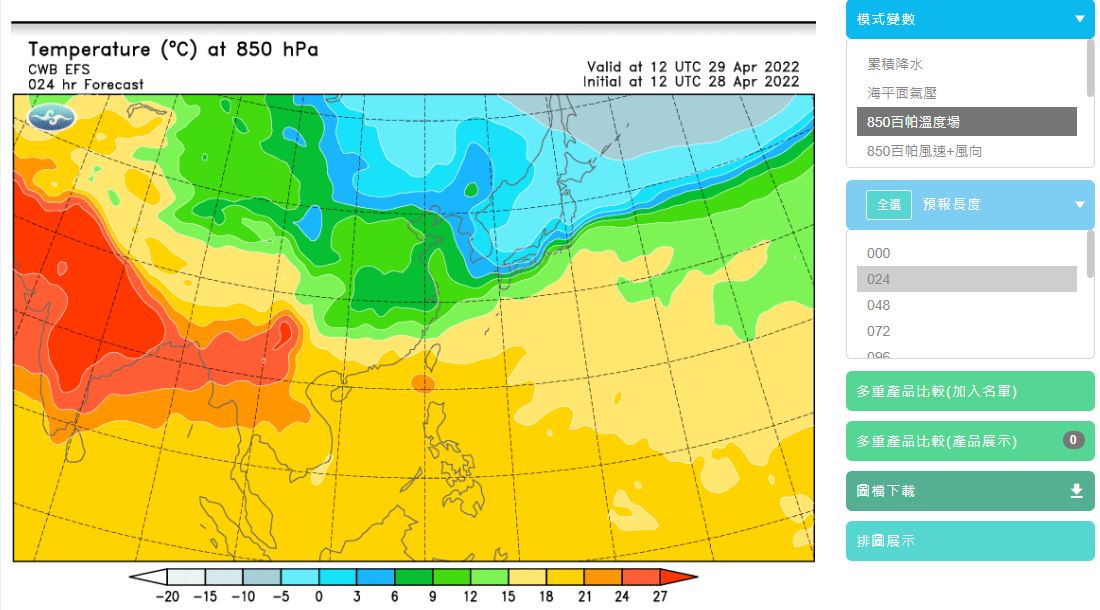 Temperature (°C) at 850 hPa
CWB EFS
024 hr Forecast
Valid at 12 UTC 29 Apr 2022
Initial at 12 UTC 28 Apr 2022
-20 -15 -10 -5 0 3 6 9 12 15 18 21 24 27
模式變數
累積降水
海平面氣壓
850百帕溫度場
850百帕風速+風向
全選 預報長度
000
024
048
072
096
多重產品比較(加入名單)
多重產品比較(產品展示) 0
圖檔下載
排圖展示